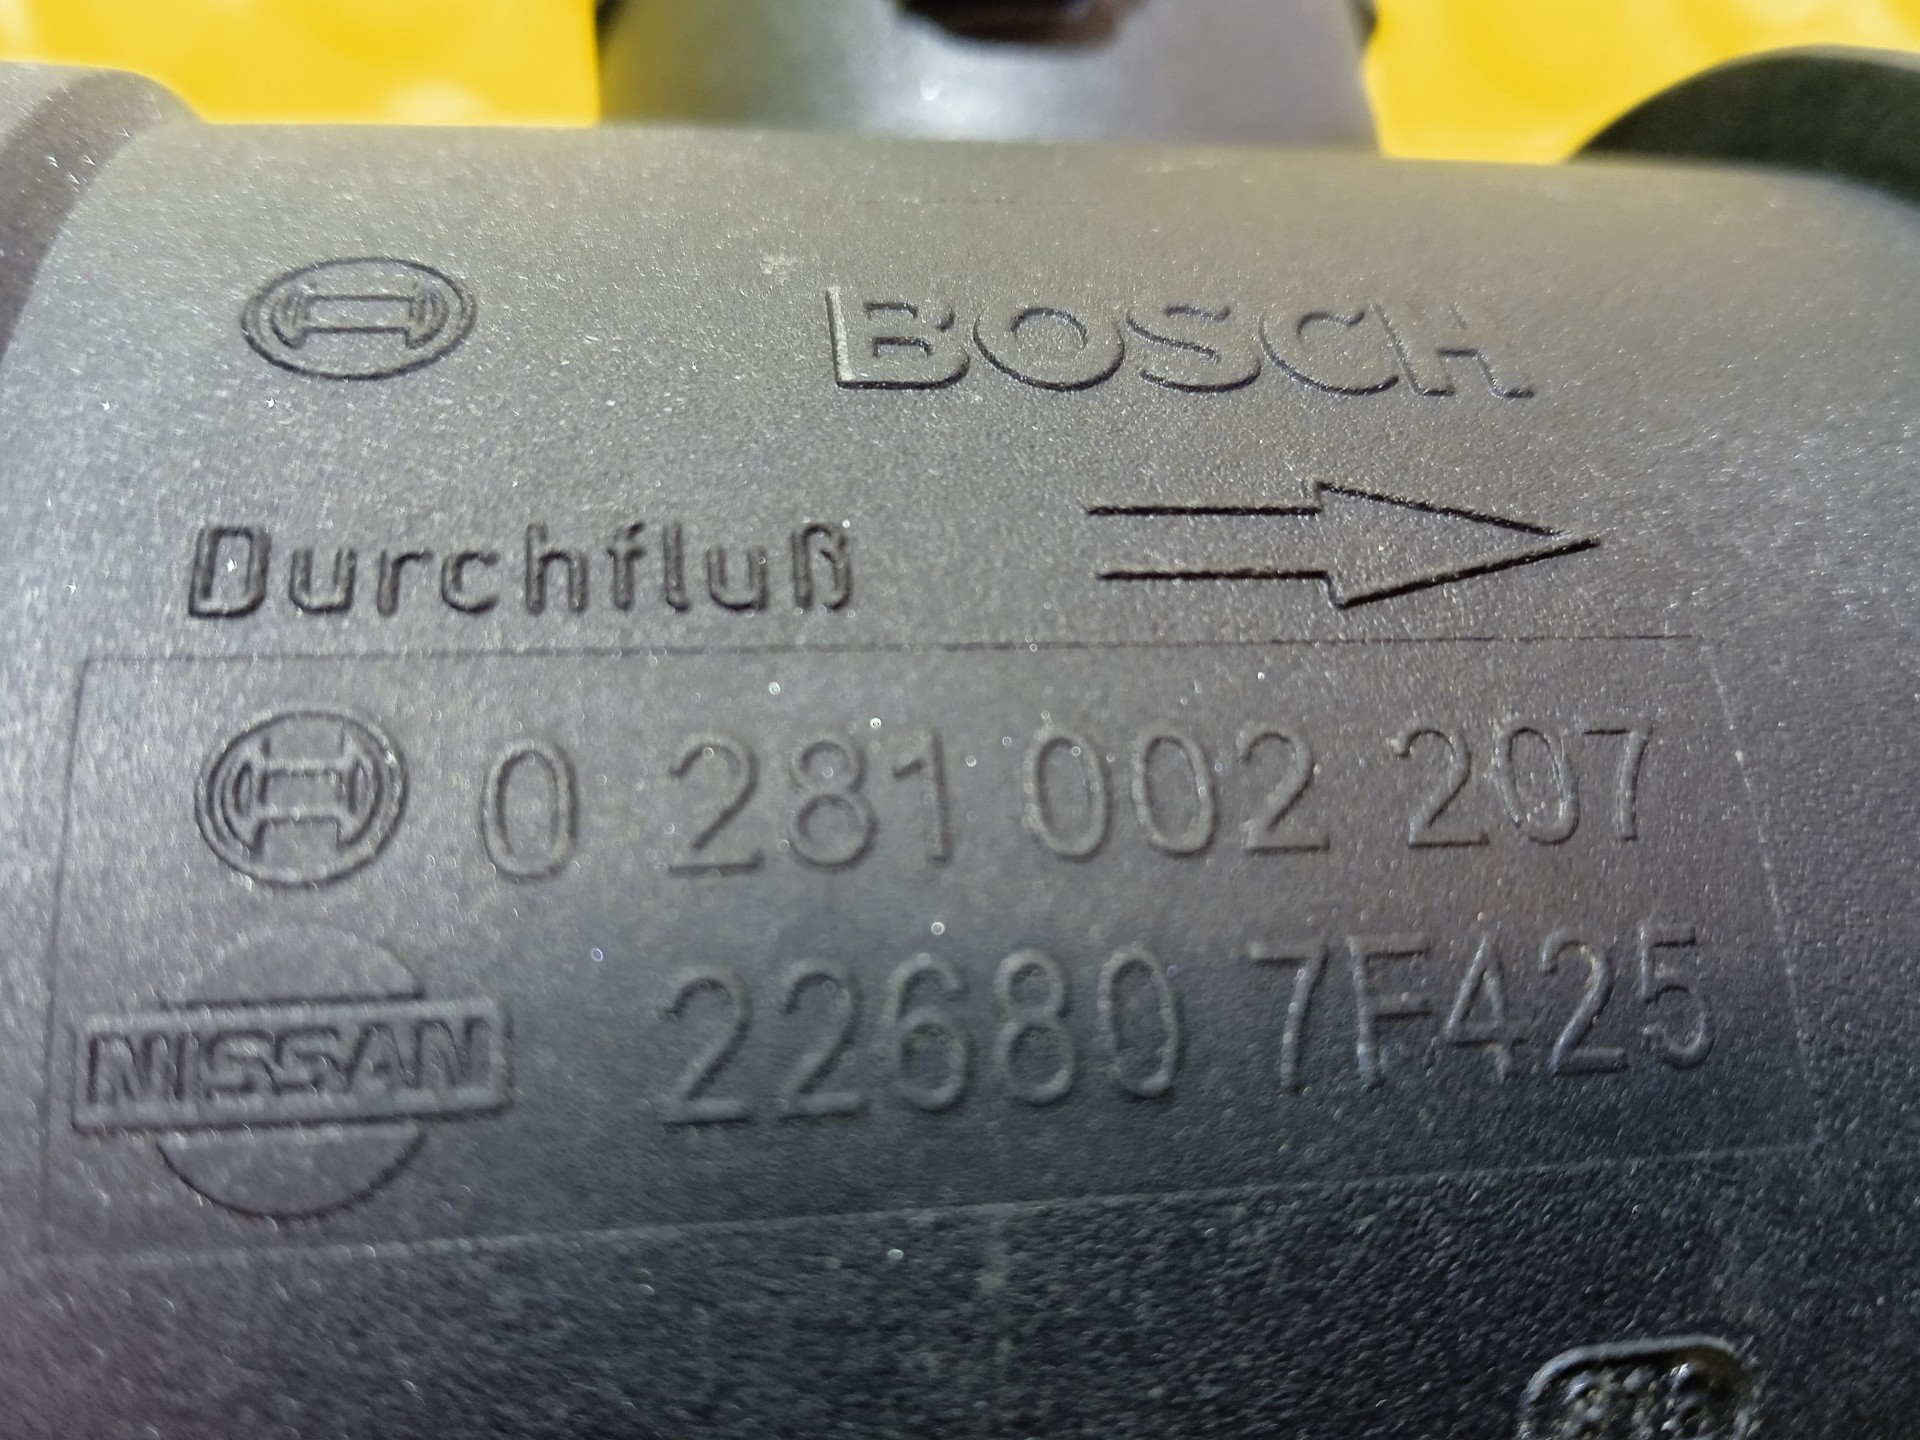 BOSCH
Durchfluß
0 281 002 207
NISSAN 22680 7F425